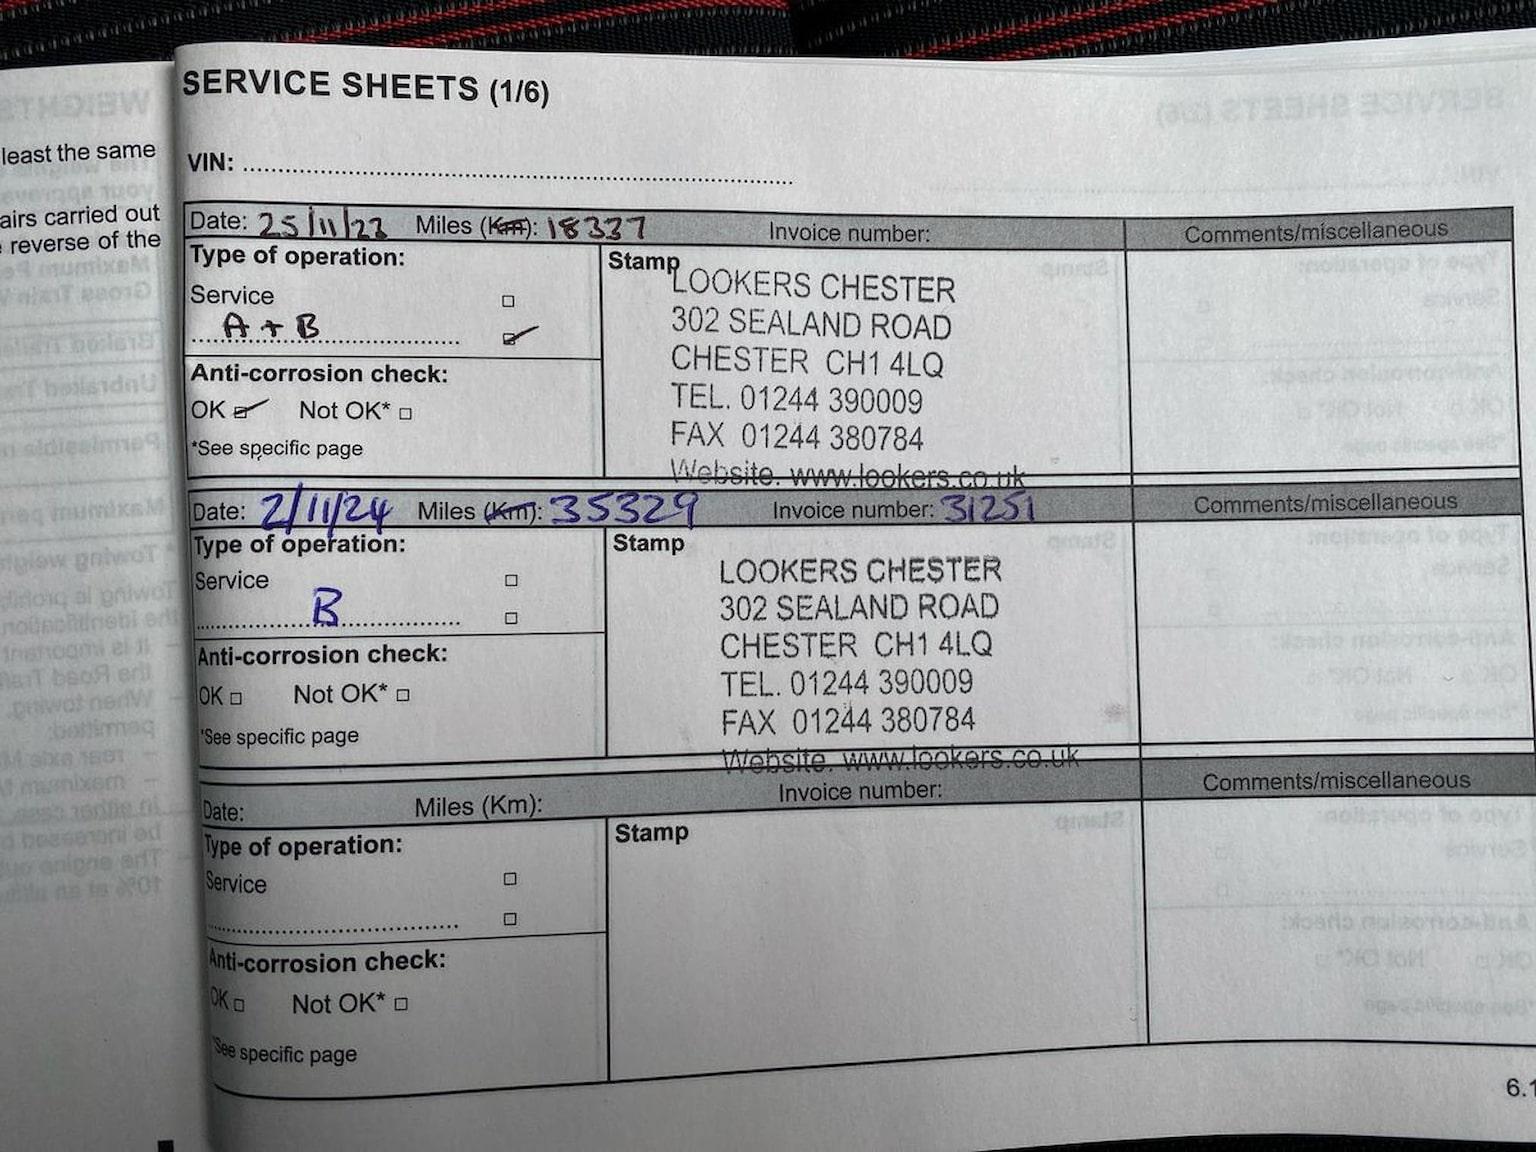 SERVICE SHEETS (1/6)
least the same
VIN:
airs carried out
reverse of the
Date: 25/11/23 Miles (Km): 18337 Invoice number: Comments/miscellaneous
Type of operation: Stamp
Service
A + B
LOOKERS CHESTER
302 SEALAND ROAD
CHESTER CH1 4LQ
TEL. 01244 390009
FAX 01244 380784
Website. www.lookers.co.uk
Anti-corrosion check:
OK Not OK*
*See specific page
Date: 2/11/24 Miles (Km): 35329 Invoice number: 31251 Comments/miscellaneous
Type of operation: Stamp
Service
B
LOOKERS CHESTER
302 SEALAND ROAD
CHESTER CH1 4LQ
TEL. 01244 390009
FAX 01244 380784
Website. www.lookers.co.uk
Anti-corrosion check:
OK Not OK*
*See specific page
Date: Miles (Km): Invoice number: Comments/miscellaneous
Type of operation: Stamp
Service
Anti-corrosion check:
OK Not OK*
*See specific page
6.1